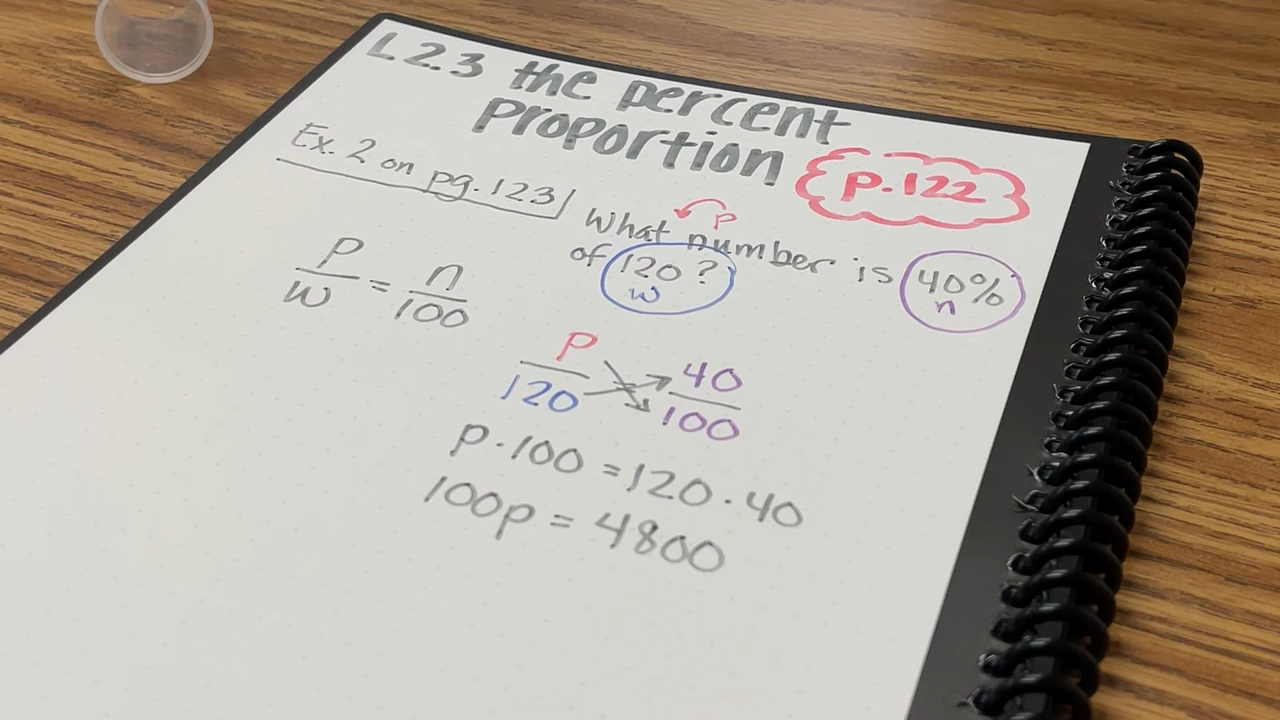 L2.3 the percent
proportion
p.122
Ex. 2 on pg. 123
p
What number is 40%
n
of 120 ?
w
p/w = n/100
p/120 40/100
p · 100 = 120 · 40
100p = 4800